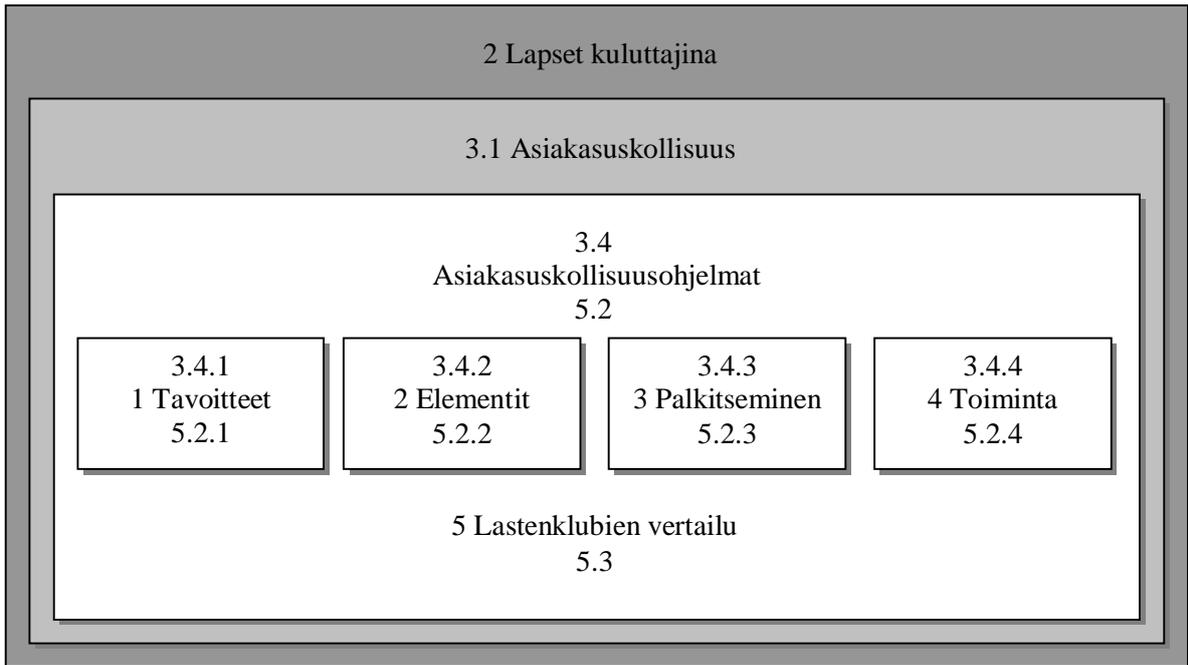 2 Lapset kuluttajina
3.1 Asiakasuskollisuus
3.4
Asiakasuskollisuusohjelmat
5.2
3.4.1
1 Tavoitteet
5.2.1
3.4.2
2 Elementit
5.2.2
3.4.3
3 Palkitseminen
5.2.3
3.4.4
4 Toiminta
5.2.4
5 Lastenklubien vertailu
5.3